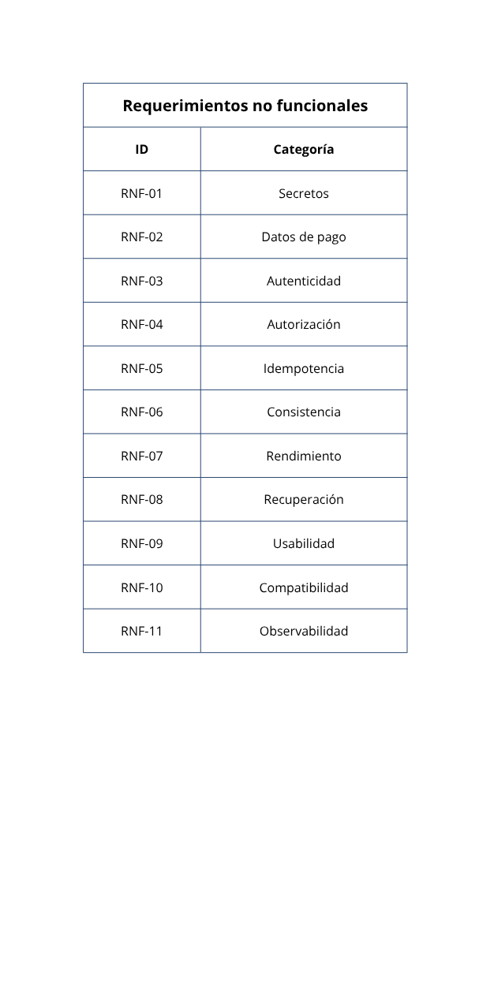 Requerimientos no funcionales
ID Categoría
RNF-01 Secretos
RNF-02 Datos de pago
RNF-03 Autenticidad
RNF-04 Autorización
RNF-05 Idempotencia
RNF-06 Consistencia
RNF-07 Rendimiento
RNF-08 Recuperación
RNF-09 Usabilidad
RNF-10 Compatibilidad
RNF-11 Observabilidad